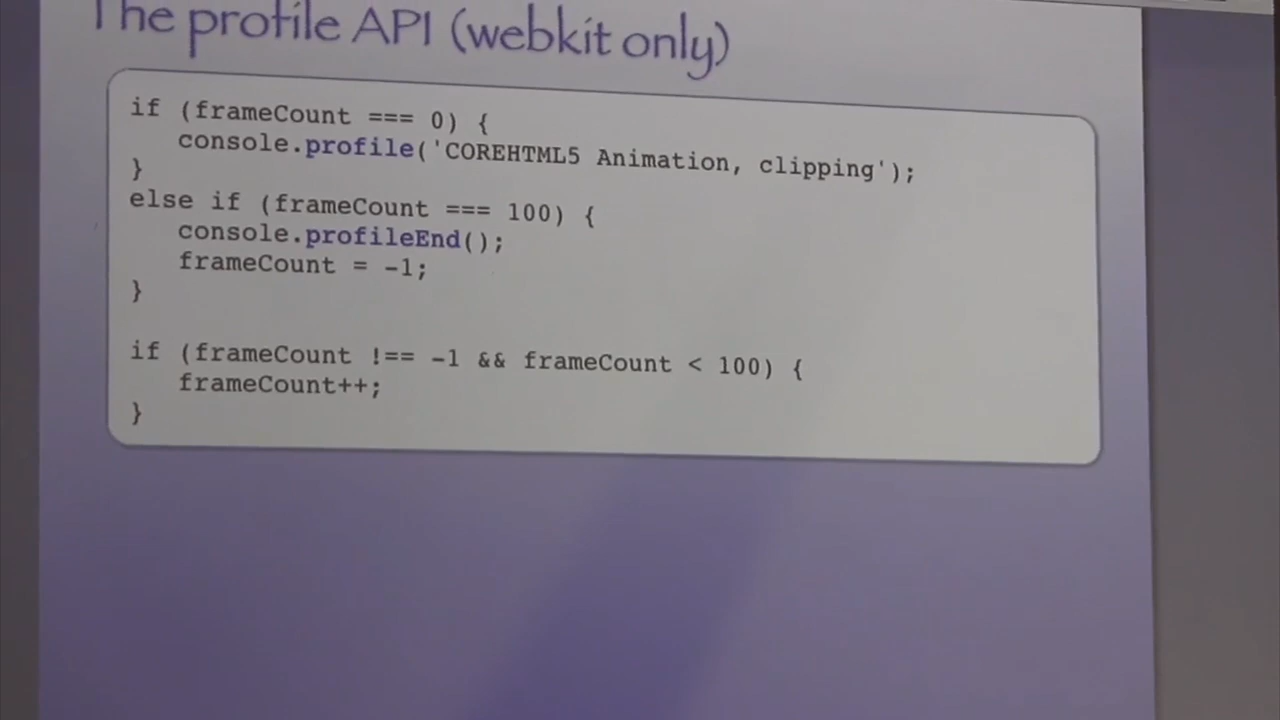 The profile API (webkit only)
if (frameCount === 0) {
   console.profile('COREHTML5 Animation, clipping');
}
else if (frameCount === 100) {
   console.profileEnd();
   frameCount = -1;
}

if (frameCount !== -1 && frameCount < 100) {
   frameCount++;
}